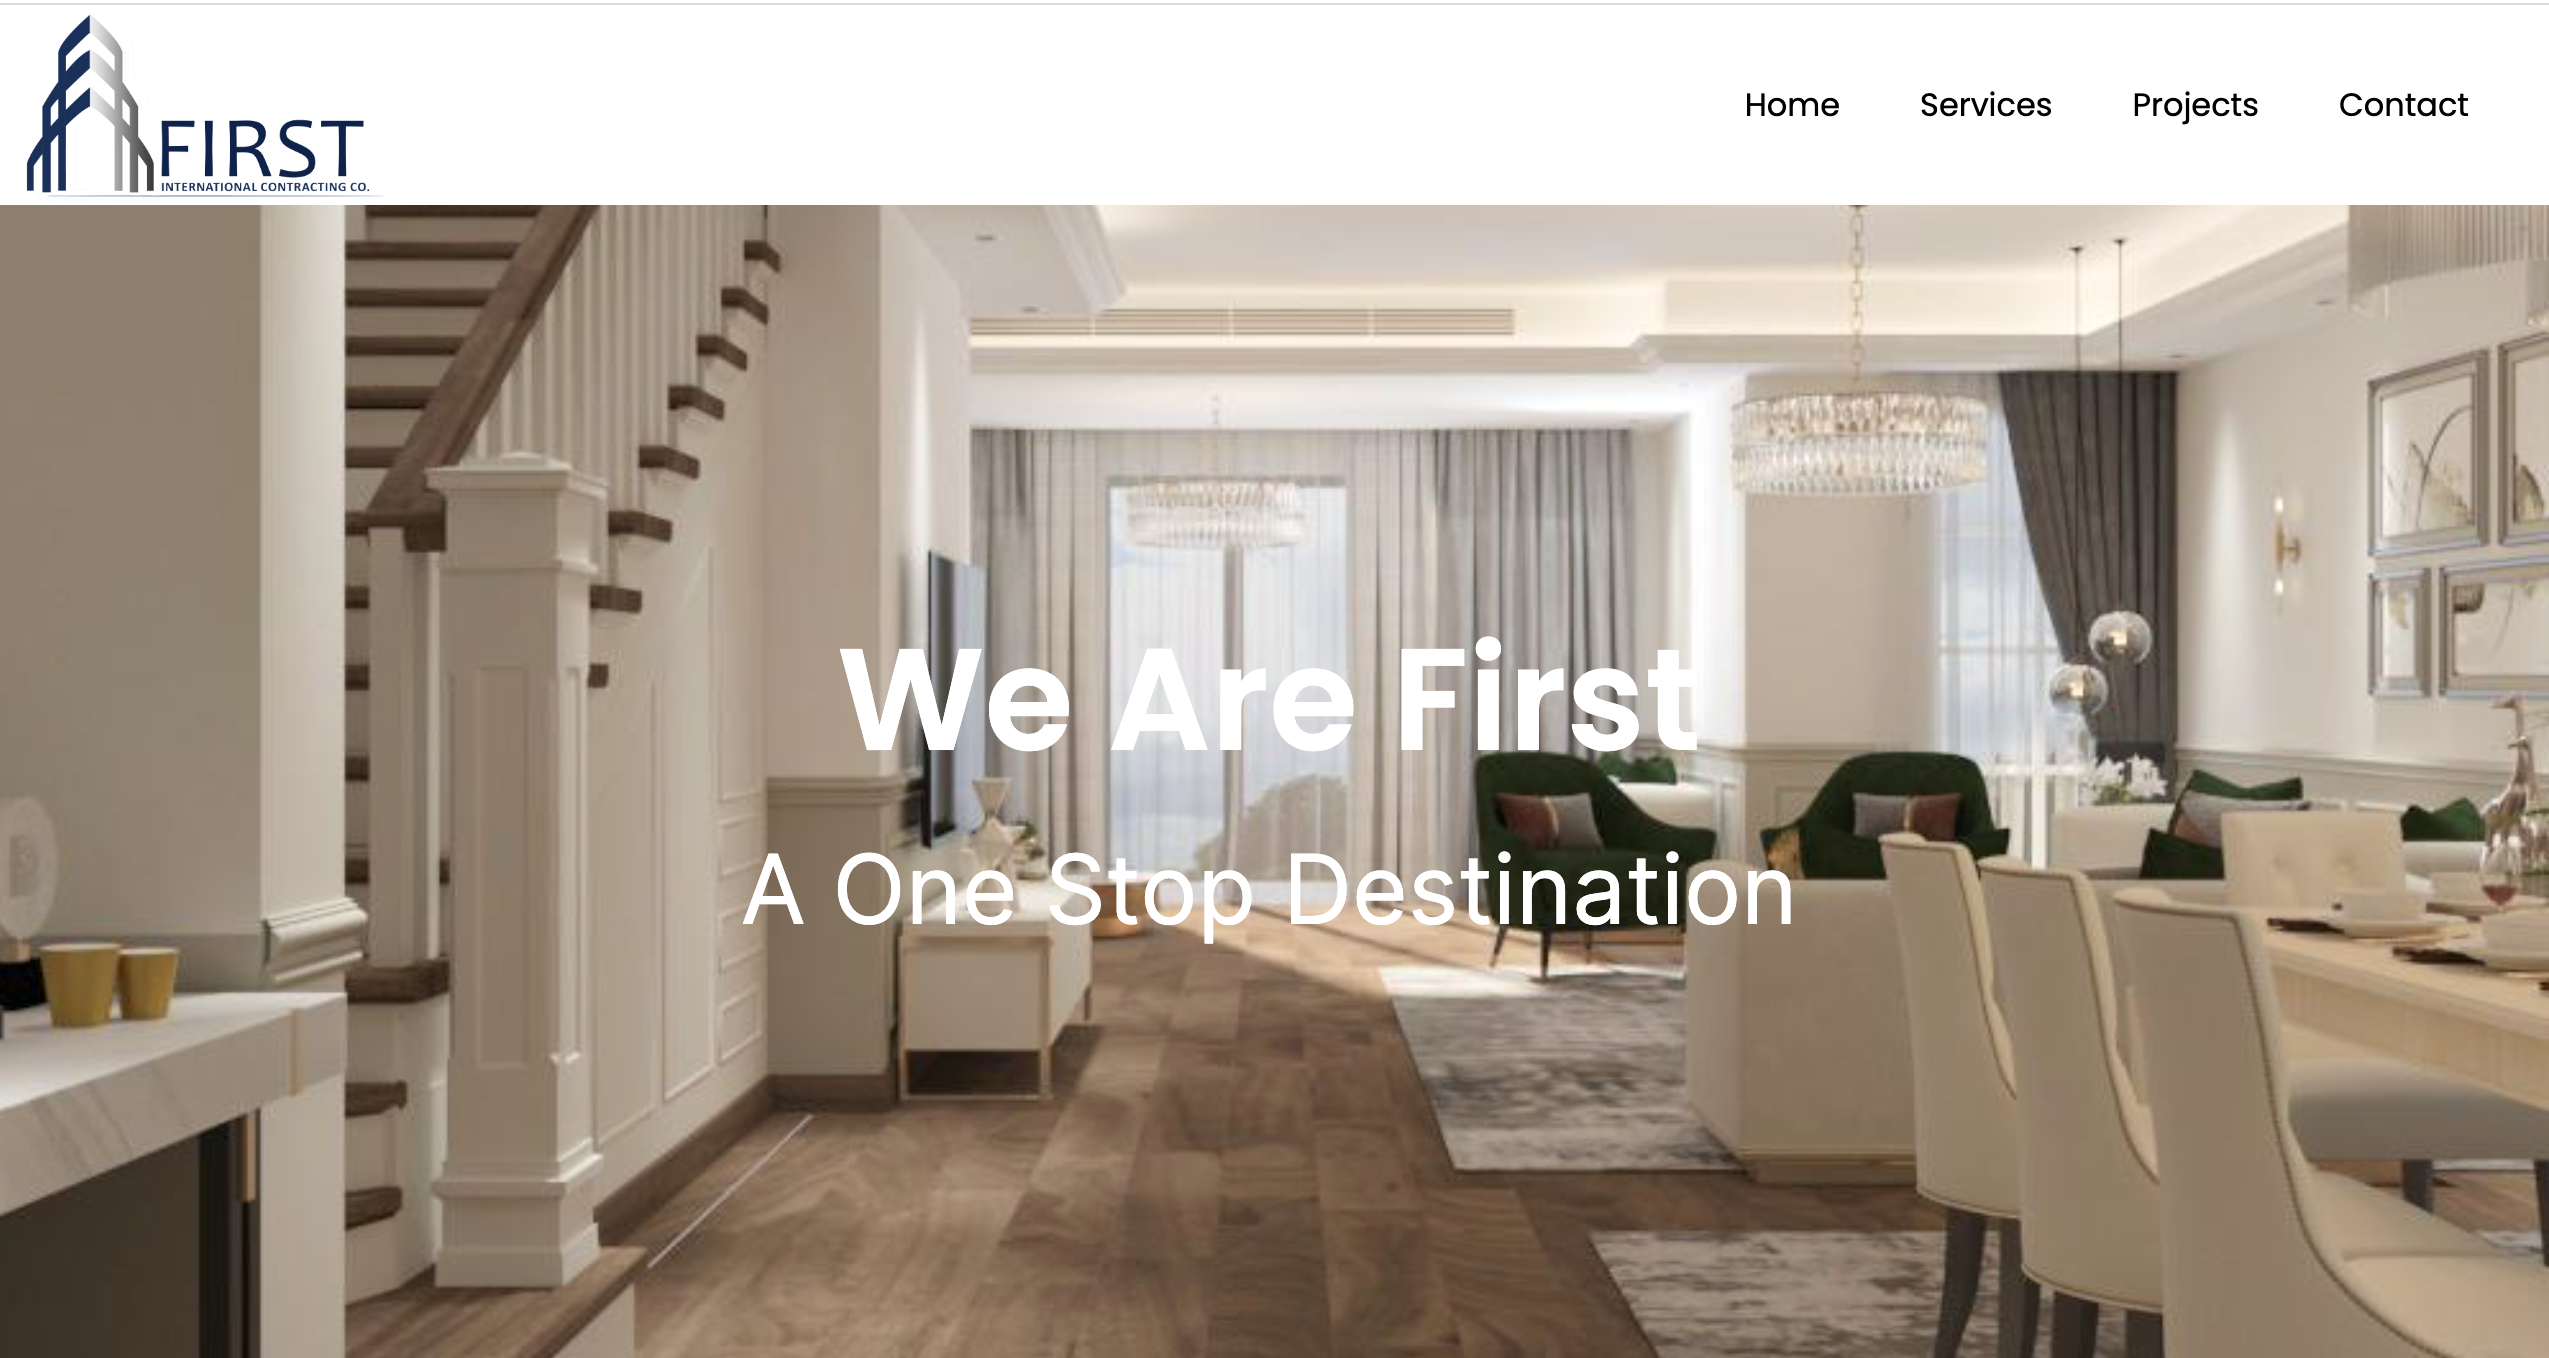 FIRST
INTERNATIONAL CONTRACTING CO.
Home Services Projects Contact
We Are First
A One Stop Destination